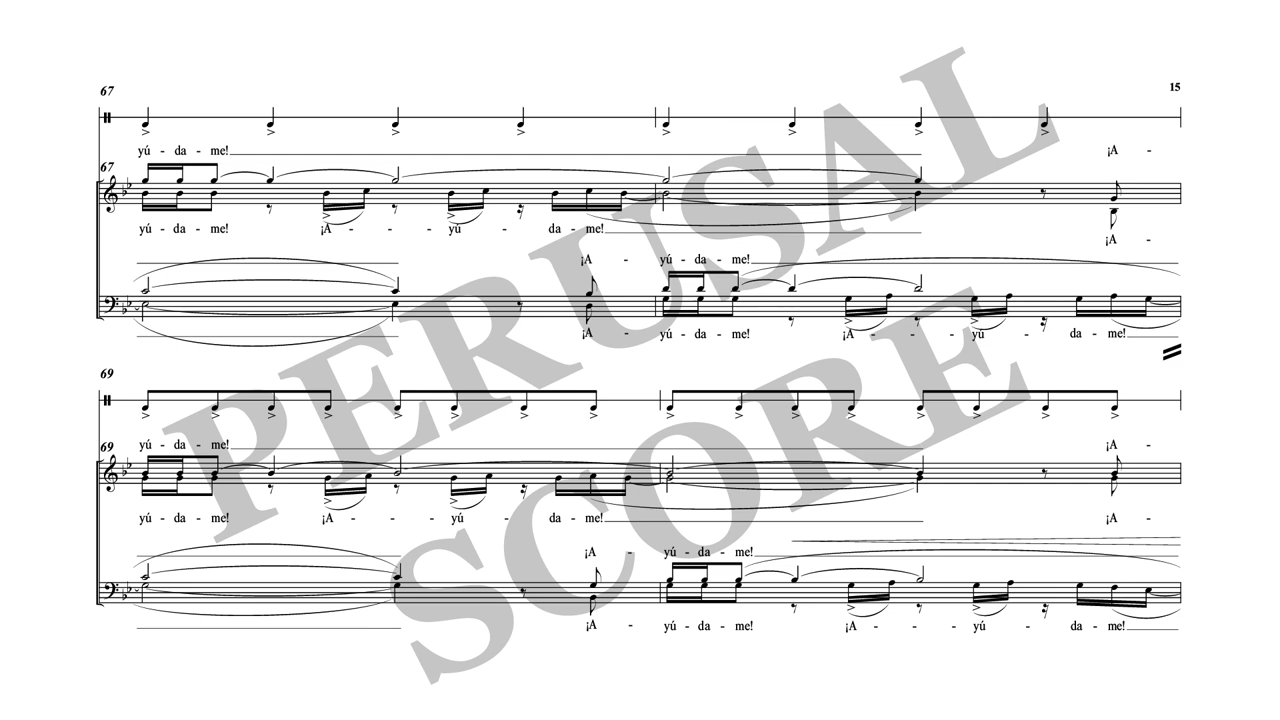 67
15
yú - da - me!
¡A -
67
yú - da - me! ¡A - - yú - da - me!
¡A -
¡A - yú - da - me!
¡A - yú - da - me! ¡A - - yú - da - me!
69
yú - da - me!
¡A -
69
yú - da - me! ¡A - - - yú - da - me!
¡A -
¡A - yú - da - me!
¡A - yú - da - me! ¡A - - - yú - da - me!
PERUSAL
SCORE